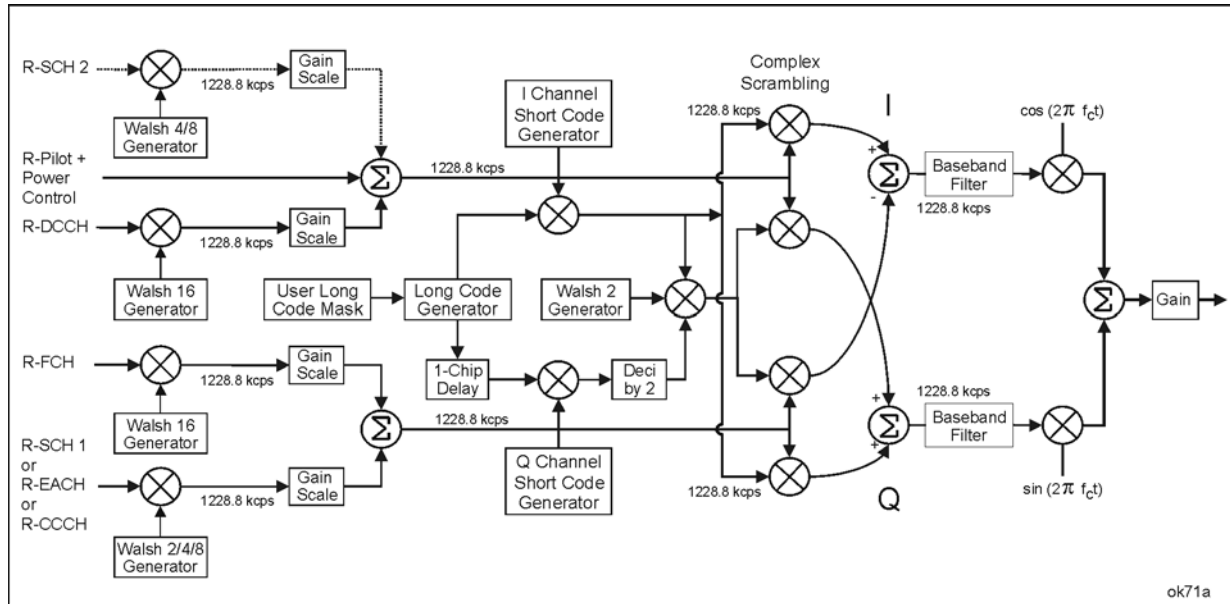 R-SCH 2
1228.8 kcps
Gain
Scale
Walsh 4/8
Generator
R-Pilot +
Power
Control
Σ
1228.8 kcps
R-DCCH
1228.8 kcps
Gain
Scale
Walsh 16
Generator
I Channel
Short Code
Generator
User Long
Code Mask
Long Code
Generator
Walsh 2
Generator
1-Chip
Delay
Deci
by 2
Q Channel
Short Code
Generator
R-FCH
1228.8 kcps
Gain
Scale
Walsh 16
Generator
Σ
1228.8 kcps
R-SCH 1
or
R-EACH
or
R-CCCH
1228.8 kcps
Gain
Scale
Walsh 2/4/8
Generator
Complex
Scrambling
1228.8 kcps
1228.8 kcps
I
+
Σ
-
Baseband
Filter
1228.8 kcps
cos (2π fct)
+
Σ
+
Q
1228.8 kcps
Baseband
Filter
sin (2π fct)
Σ
Gain
ok71a